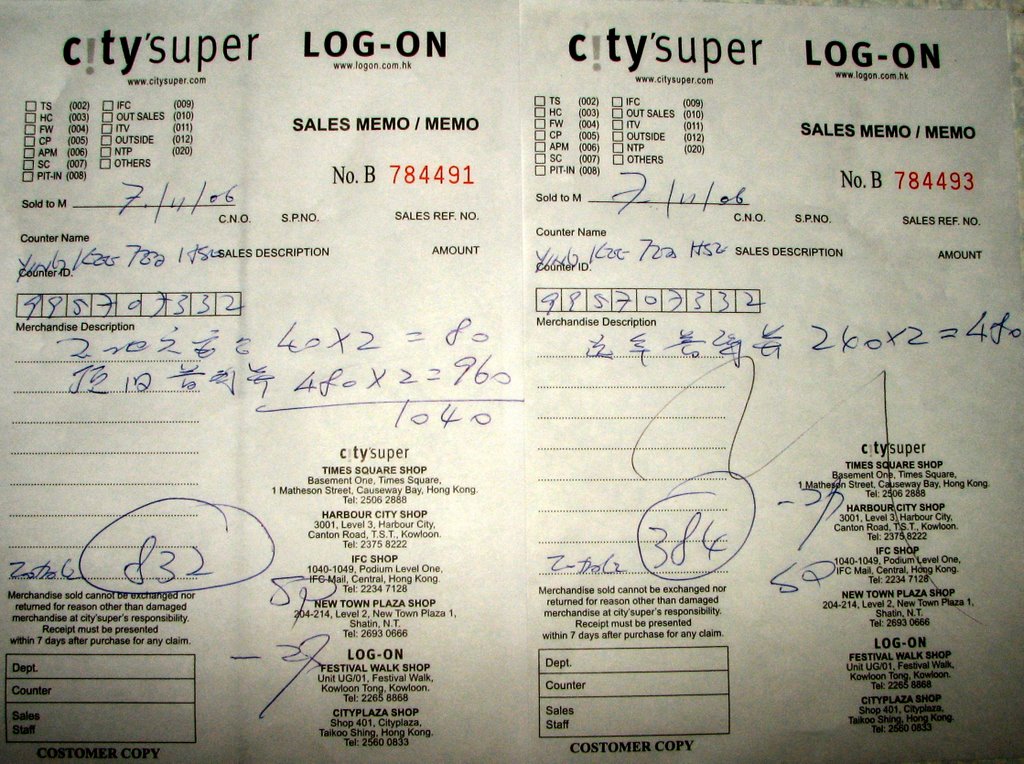 city'super LOG-ON
www.citysuper.com www.logon.com.hk
TS (002) IFC (009)
HC (003) OUT SALES (010)
FW (004) ITV (011)
CP (005) OUTSIDE (012)
APM (006) NTP (020)
SC (007) OTHERS
PIT-IN (008)
SALES MEMO / MEMO
No. B 784491
Sold to M 7/11/06
C.N.O. S.P.NO. SALES REF. NO.
Counter Name
SALES DESCRIPTION AMOUNT
Counter ID.
995707332
Merchandise Description
40X2 = 80
480X2=960
1040
city'super
TIMES SQUARE SHOP
Basement One, Times Square,
1 Matheson Street, Causeway Bay, Hong Kong.
Tel: 2506 2888
HARBOUR CITY SHOP
3001, Level 3, Harbour City,
Canton Road, T.S.T., Kowloon.
Tel: 2375 8222
IFC SHOP
1040-1049, Podium Level One,
IFC Mall, Central, Hong Kong.
Tel: 2234 7128
NEW TOWN PLAZA SHOP
204-214, Level 2, New Town Plaza 1,
Shatin, N.T.
Tel: 2693 0666
LOG-ON
FESTIVAL WALK SHOP
Unit UG/01, Festival Walk,
Kowloon Tong, Kowloon.
Tel: 2265 8868
CITYPLAZA SHOP
Shop 401, Cityplaza,
Taikoo Shing, Hong Kong.
Tel: 2560 0833
832
Merchandise sold cannot be exchanged nor
returned for reason other than damaged
merchandise at city'super's responsibility.
Receipt must be presented
within 7 days after purchase for any claim.
Dept.
Counter
Sales
Staff
COSTOMER COPY
city'super LOG-ON
www.citysuper.com www.logon.com.hk
TS (002) IFC (009)
HC (003) OUT SALES (010)
FW (004) ITV (011)
CP (005) OUTSIDE (012)
APM (006) NTP (020)
SC (007) OTHERS
PIT-IN (008)
SALES MEMO / MEMO
No. B 784493
Sold to M 7/11/06
C.N.O. S.P.NO. SALES REF. NO.
Counter Name
SALES DESCRIPTION AMOUNT
Counter ID.
995707332
Merchandise Description
240X2=480
city'super
TIMES SQUARE SHOP
Basement One, Times Square,
1 Matheson Street, Causeway Bay, Hong Kong.
Tel: 2506 2888
HARBOUR CITY SHOP
3001, Level 3, Harbour City,
Canton Road, T.S.T., Kowloon.
Tel: 2375 8222
IFC SHOP
1040-1049, Podium Level One,
IFC Mall, Central, Hong Kong.
Tel: 2234 7128
NEW TOWN PLAZA SHOP
204-214, Level 2, New Town Plaza 1,
Shatin, N.T.
Tel: 2693 0666
LOG-ON
FESTIVAL WALK SHOP
Unit UG/01, Festival Walk,
Kowloon Tong, Kowloon.
Tel: 2265 8868
CITYPLAZA SHOP
Shop 401, Cityplaza,
Taikoo Shing, Hong Kong.
Tel: 2560 0833
384
Merchandise sold cannot be exchanged nor
returned for reason other than damaged
merchandise at city'super's responsibility.
Receipt must be presented
within 7 days after purchase for any claim.
Dept.
Counter
Sales
Staff
COSTOMER COPY